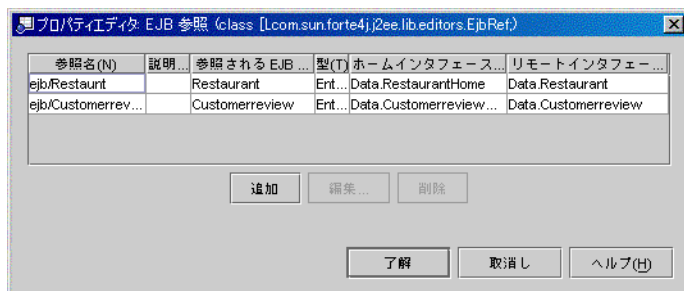 プロパティエディタ: EJB 参照 (class [Lcom.sun.forte4j.j2ee.lib.editors.EjbRef;)
参照名(N) 説明... 参照される EJB ... 型(T) ホームインタフェース... リモートインタフェー...
ejb/Restaunt Restaurant Ent... Data.RestaurantHome Data.Restaurant
ejb/Customerrev... Customerreview Ent... Data.Customerreview... Data.Customerreview
追加 編集... 削除
了解 取消し ヘルプ(H)